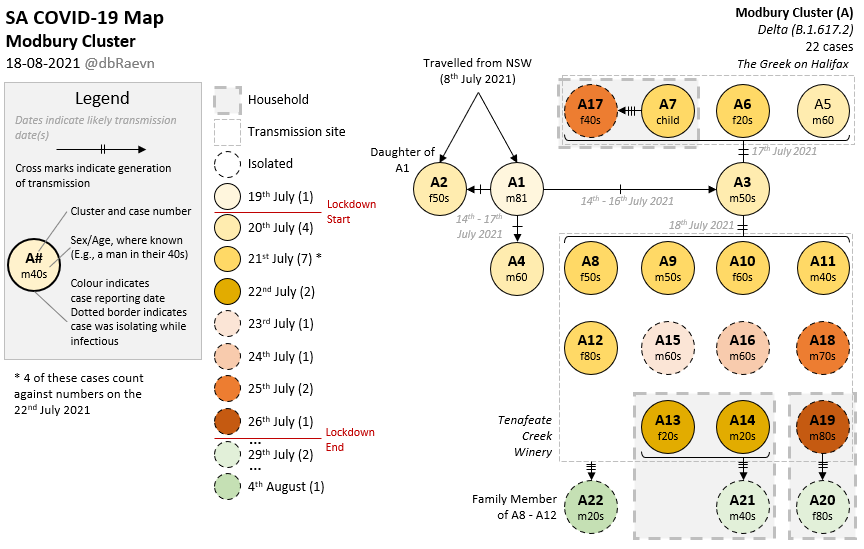 SA COVID-19 Map
Modbury Cluster
18-08-2021 @dbRaevn
Legend
Dates indicate likely transmission
date(s)
Cross marks indicate generation
of transmission
Cluster and case number
Sex/Age, where known
(E.g., a man in their 40s)
A#
m40s
Colour indicates
case reporting date
Dotted border indicates
case was isolating while
infectious
* 4 of these cases count
against numbers on the
22nd July 2021
Household
Transmission site
Isolated
19th July (1)
Lockdown
Start
20th July (4)
21st July (7) *
22nd July (2)
23rd July (1)
24th July (1)
25th July (2)
26th July (1)
Lockdown
End
...
29th July (2)
...
4th August (1)
Modbury Cluster (A)
Delta (B.1.617.2)
22 cases
The Greek on Halifax
Travelled from NSW
(8th July 2021)
A17
f40s
A7
child
A6
f20s
A5
m60
17th July 2021
Daughter of
A1
A2
f50s
A1
m81
14th - 16th July 2021
A3
m50s
14th - 17th
July 2021
18th July 2021
A4
m60
A8
f50s
A9
m50s
A10
f60s
A11
m40s
A12
f80s
A15
m60s
A16
m60s
A18
m70s
Tenafeate
Creek
Winery
A13
f20s
A14
m20s
A19
m80s
Family Member
of A8 - A12
A22
m20s
A21
m40s
A20
f80s